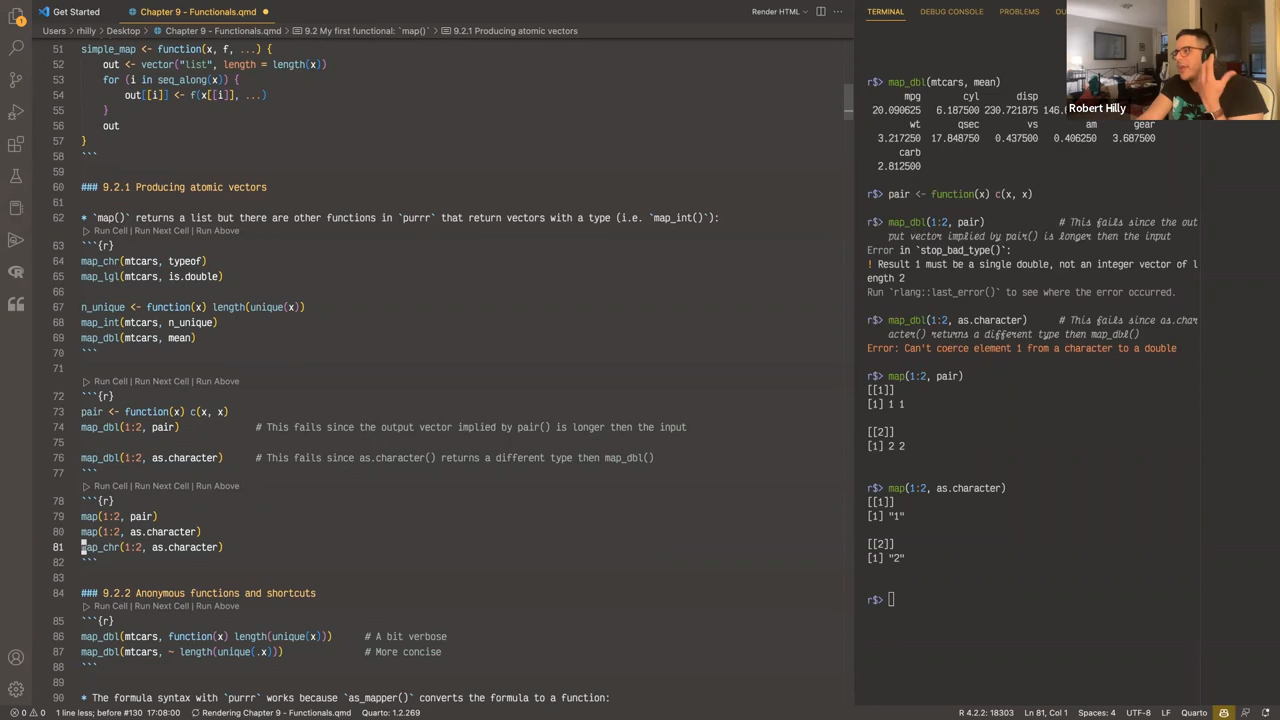 Get Started
Chapter 9 - Functionals.qmd
Render HTML
Users > rhilly > Desktop > Chapter 9 - Functionals.qmd > 9.2 My first functional: `map()` > 9.2.1 Producing atomic vectors
51 simple_map <- function(x, f, ...) {
52 out <- vector("list", length = length(x))
53 for (i in seq_along(x)) {
54 out[[i]] <- f(x[[i]], ...)
55 }
56 out
57 }
58 ```
59
60 ### 9.2.1 Producing atomic vectors
61
62 * `map()` returns a list but there are other functions in `purrr` that return vectors with a type (i.e. `map_int()`):
Run Cell | Run Next Cell | Run Above
63 ```{r}
64 map_chr(mtcars, typeof)
65 map_lgl(mtcars, is.double)
66
67 n_unique <- function(x) length(unique(x))
68 map_int(mtcars, n_unique)
69 map_dbl(mtcars, mean)
70 ```
71
Run Cell | Run Next Cell | Run Above
72 ```{r}
73 pair <- function(x) c(x, x)
74 map_dbl(1:2, pair) # This fails since the output vector implied by pair() is longer then the input
75
76 map_dbl(1:2, as.character) # This fails since as.character() returns a different type then map_dbl()
77 ```
Run Cell | Run Next Cell | Run Above
78 ```{r}
79 map(1:2, pair)
80 map(1:2, as.character)
81 map_chr(1:2, as.character)
82 ```
83
84 ### 9.2.2 Anonymous functions and shortcuts
Run Cell | Run Next Cell | Run Above
85 ```{r}
86 map_dbl(mtcars, function(x) length(unique(x))) # A bit verbose
87 map_dbl(mtcars, ~ length(unique(.x))) # More concise
88 ```
89
90 * The formula syntax with `purrr` works because `as_mapper()` converts the formula to a function:
TERMINAL DEBUG CONSOLE PROBLEMS
r$> map_dbl(mtcars, mean)
mpg cyl disp
20.090625 6.187500 230.721875 146.
wt qsec vs am gear
3.217250 17.848750 0.437500 0.406250 3.687500
carb
2.812500
r$> pair <- function(x) c(x, x)
r$> map_dbl(1:2, pair) # This fails since the out
put vector implied by pair() is longer then the input
Error in `stop_bad_type()`:
! Result 1 must be a single double, not an integer vector of l
ength 2
Run `rlang::last_error()` to see where the error occurred.
r$> map_dbl(1:2, as.character) # This fails since as.char
acter() returns a different type then map_dbl()
Error: Can't coerce element 1 from a character to a double
r$> map(1:2, pair)
[[1]]
[1] 1 1
[[2]]
[1] 2 2
r$> map(1:2, as.character)
[[1]]
[1] "1"
[[2]]
[1] "2"
r$>
Robert Hilly
0 0 1 line less; before #130 17:08:00 Rendering Chapter 9 - Functionals.qmd Quarto: 1.2.269 R 4.2.2: 18303 Ln 81, Col 1 Spaces: 4 UTF-8 LF Quarto